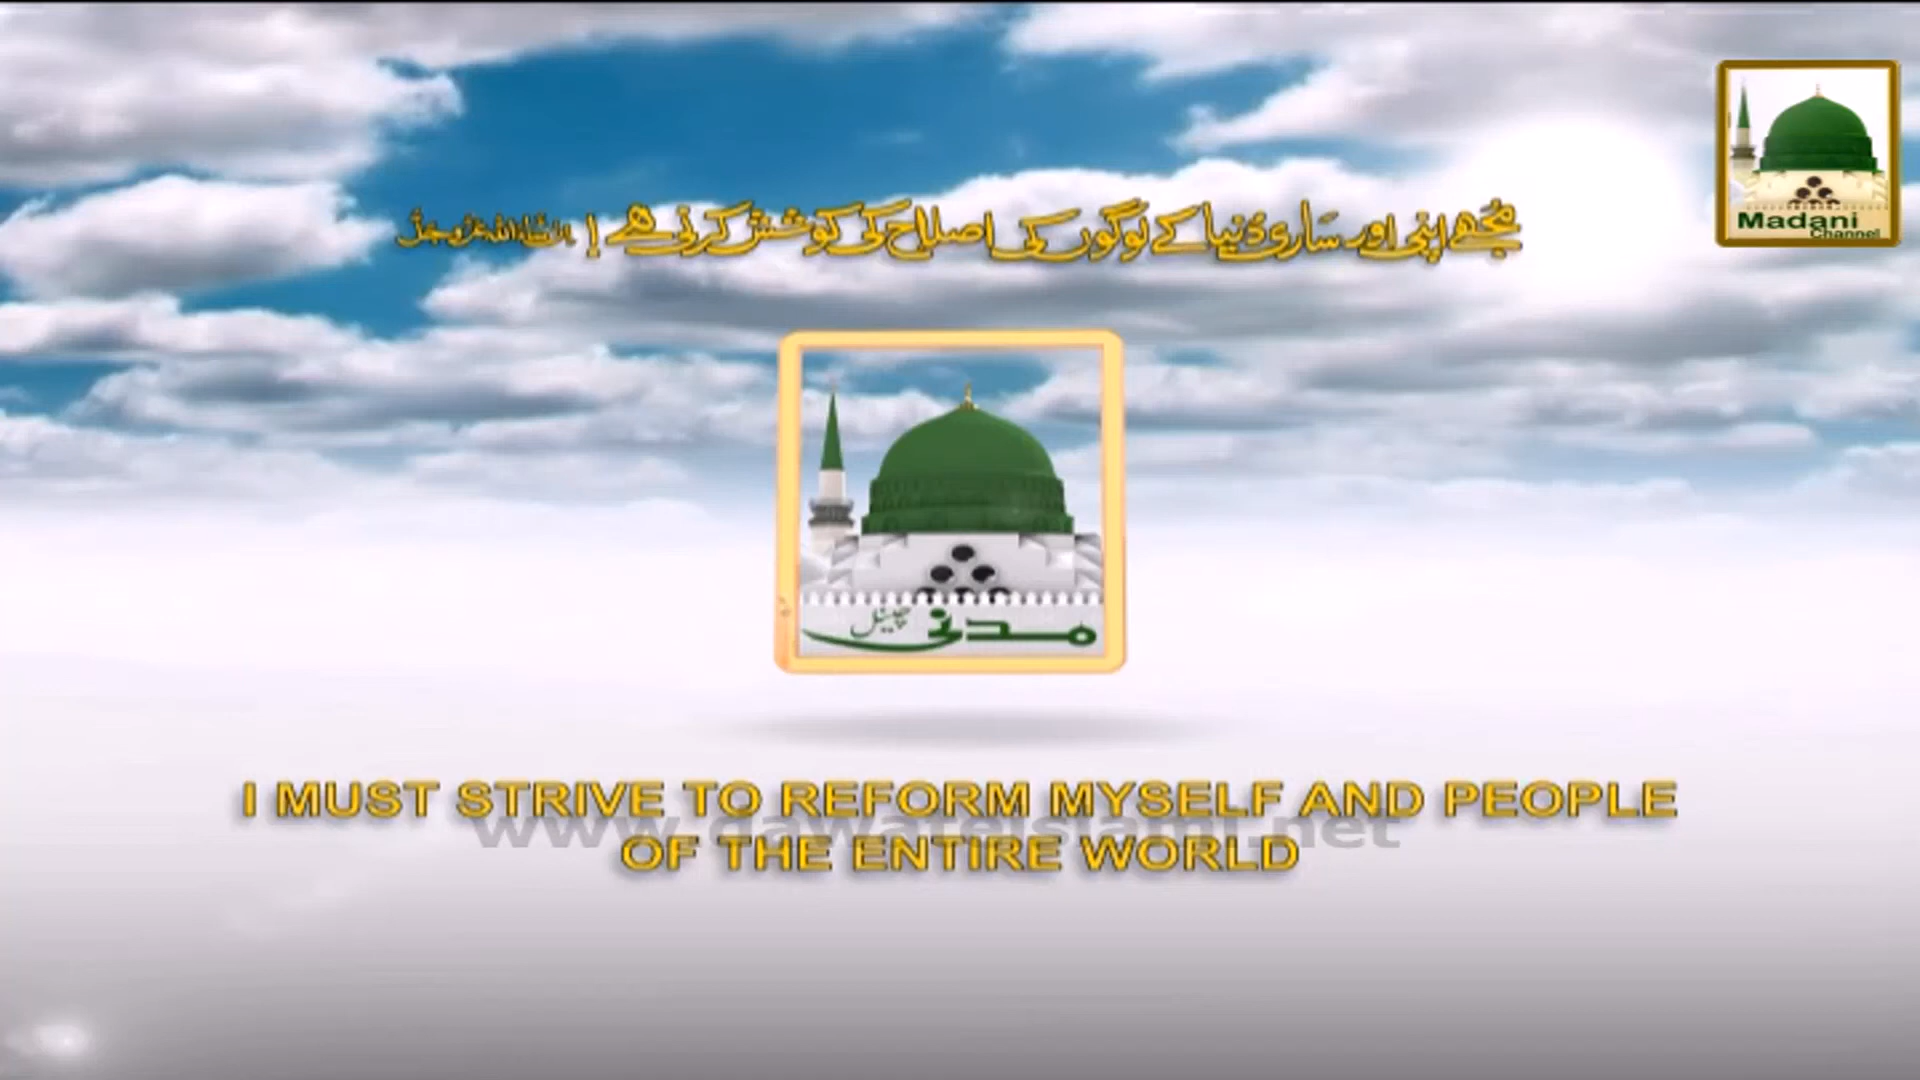 مجھے اپنی اور ساری دنیا کے لوگوں کی اصلاح کی کوشش کرنی ہے ! ان شاء اللہ عزوجل
Madani
Channel
مدنی چینل
I MUST STRIVE TO REFORM MYSELF AND PEOPLE
www.dawateislami.net
OF THE ENTIRE WORLD